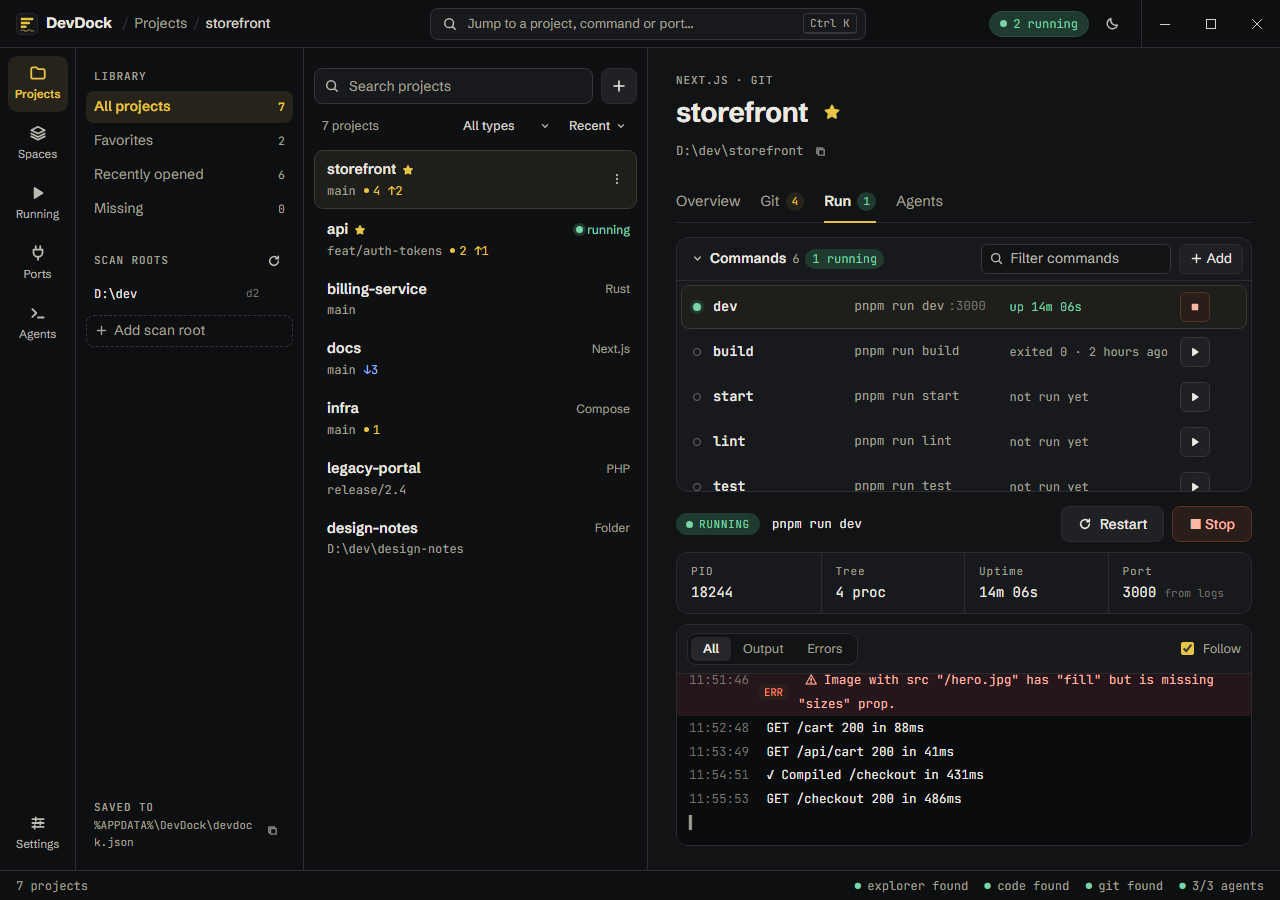 DevDock / Projects / storefront
Jump to a project, command or port... Ctrl K
2 running
Projects
Spaces
Running
Ports
Agents
Settings
LIBRARY
All projects 7
Favorites 2
Recently opened 6
Missing 0
SCAN ROOTS
D:\dev d2
+ Add scan root
SAVED TO
%APPDATA%\DevDock\devdoc
k.json
Search projects +
7 projects All types Recent
storefront
main 4 ↑2
api running
feat/auth-tokens 2 ↑1
billing-service Rust
main
docs Next.js
main ↓3
infra Compose
main 1
legacy-portal PHP
release/2.4
design-notes Folder
D:\dev\design-notes
NEXT.JS · GIT
storefront
D:\dev\storefront
Overview Git 4 Run 1 Agents
Commands 6 1 running Filter commands + Add
dev pnpm run dev :3000 up 14m 06s
build pnpm run build exited 0 · 2 hours ago
start pnpm run start not run yet
lint pnpm run lint not run yet
test pnpm run test not run yet
RUNNING pnpm run dev Restart Stop
PID Tree Uptime Port
18244 4 proc 14m 06s 3000 from logs
All Output Errors Follow
11:51:46 ERR ⚠ Image with src "/hero.jpg" has "fill" but is missing
"sizes" prop.
11:52:48 GET /cart 200 in 88ms
11:53:49 GET /api/cart 200 in 41ms
11:54:51 ✓ Compiled /checkout in 431ms
11:55:53 GET /checkout 200 in 486ms
7 projects explorer found code found git found 3/3 agents